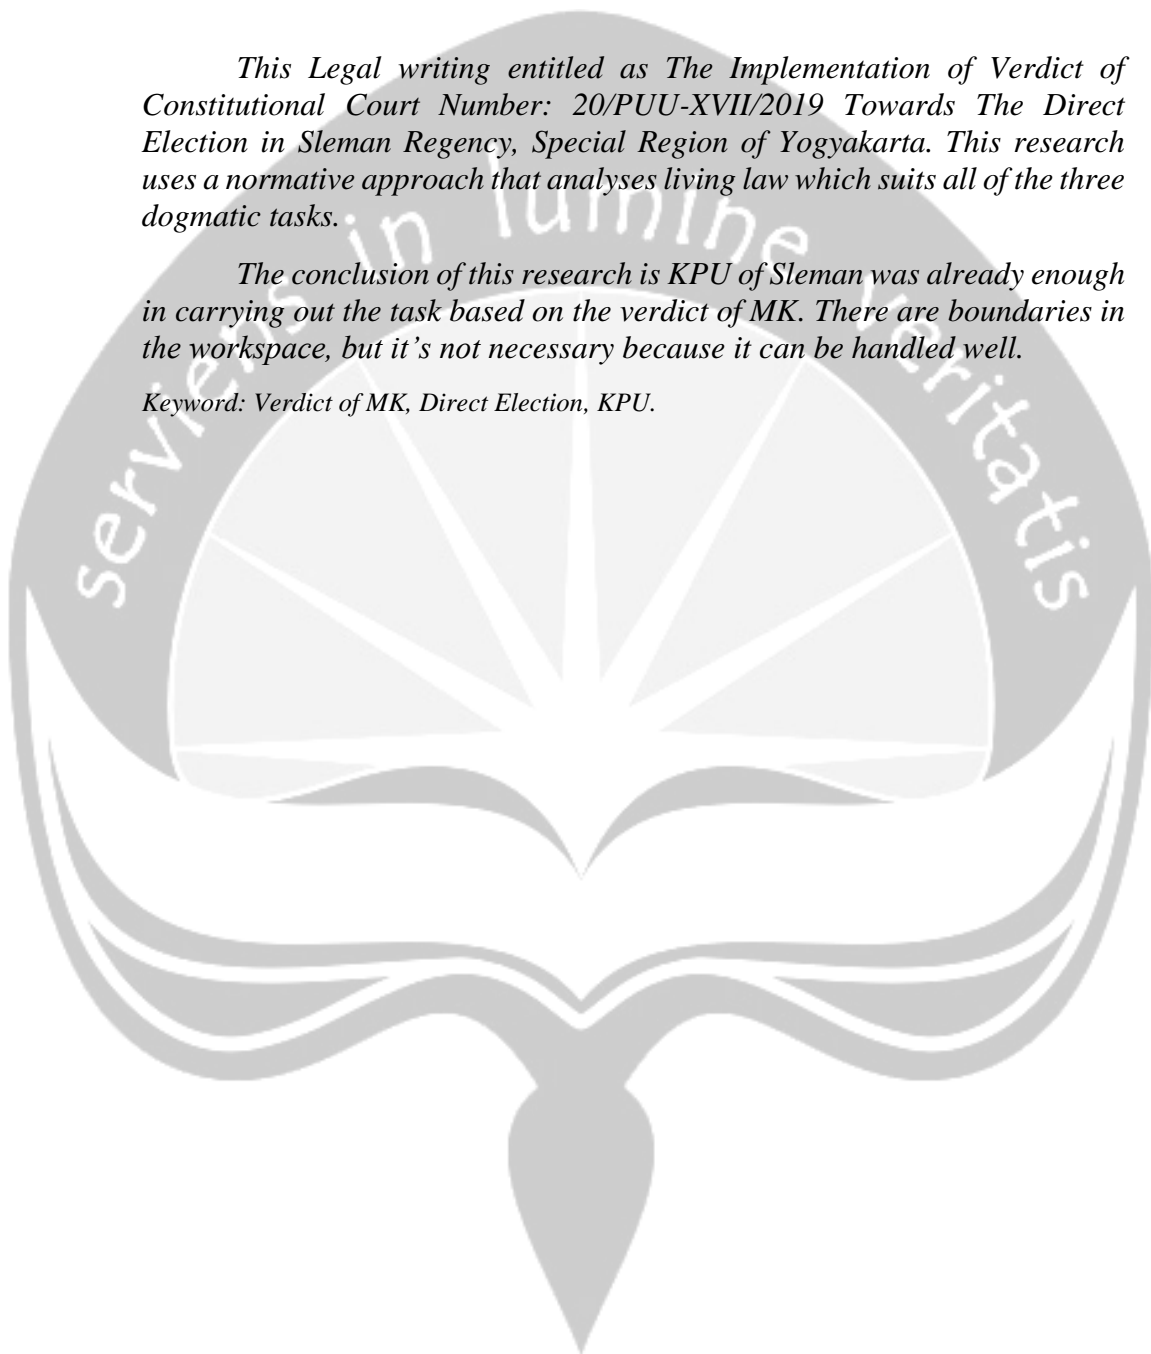 This Legal writing entitled as The Implementation of Verdict of
Constitutional Court Number: 20/PUU-XVII/2019 Towards The Direct
Election in Sleman Regency, Special Region of Yogyakarta. This research
uses a normative approach that analyses living law which suits all of the three
dogmatic tasks.
The conclusion of this research is KPU of Sleman was already enough
in carrying out the task based on the verdict of MK. There are boundaries in
the workspace, but it's not necessary because it can be handled well.
Keyword: Verdict of MK, Direct Election, KPU.
serviens in lumine veritatis